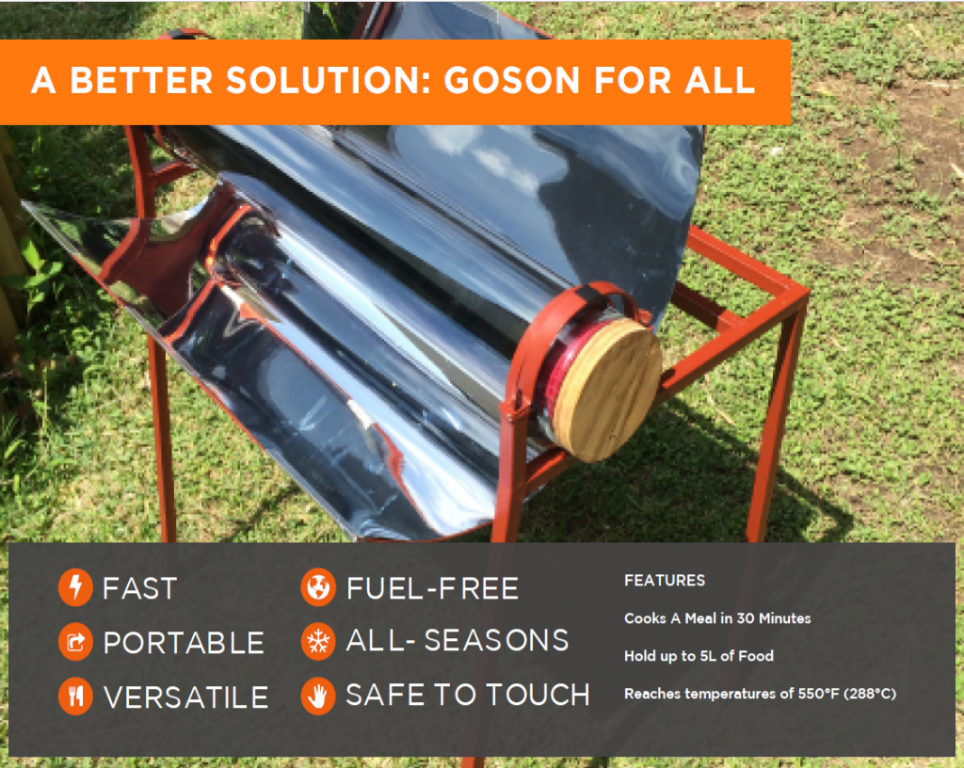 A BETTER SOLUTION: GOSON FOR ALL
FAST
PORTABLE
VERSATILE
FUEL-FREE
ALL- SEASONS
SAFE TO TOUCH
FEATURES
Cooks A Meal in 30 Minutes
Hold up to 5L of Food
Reaches temperatures of 550°F (288°C)